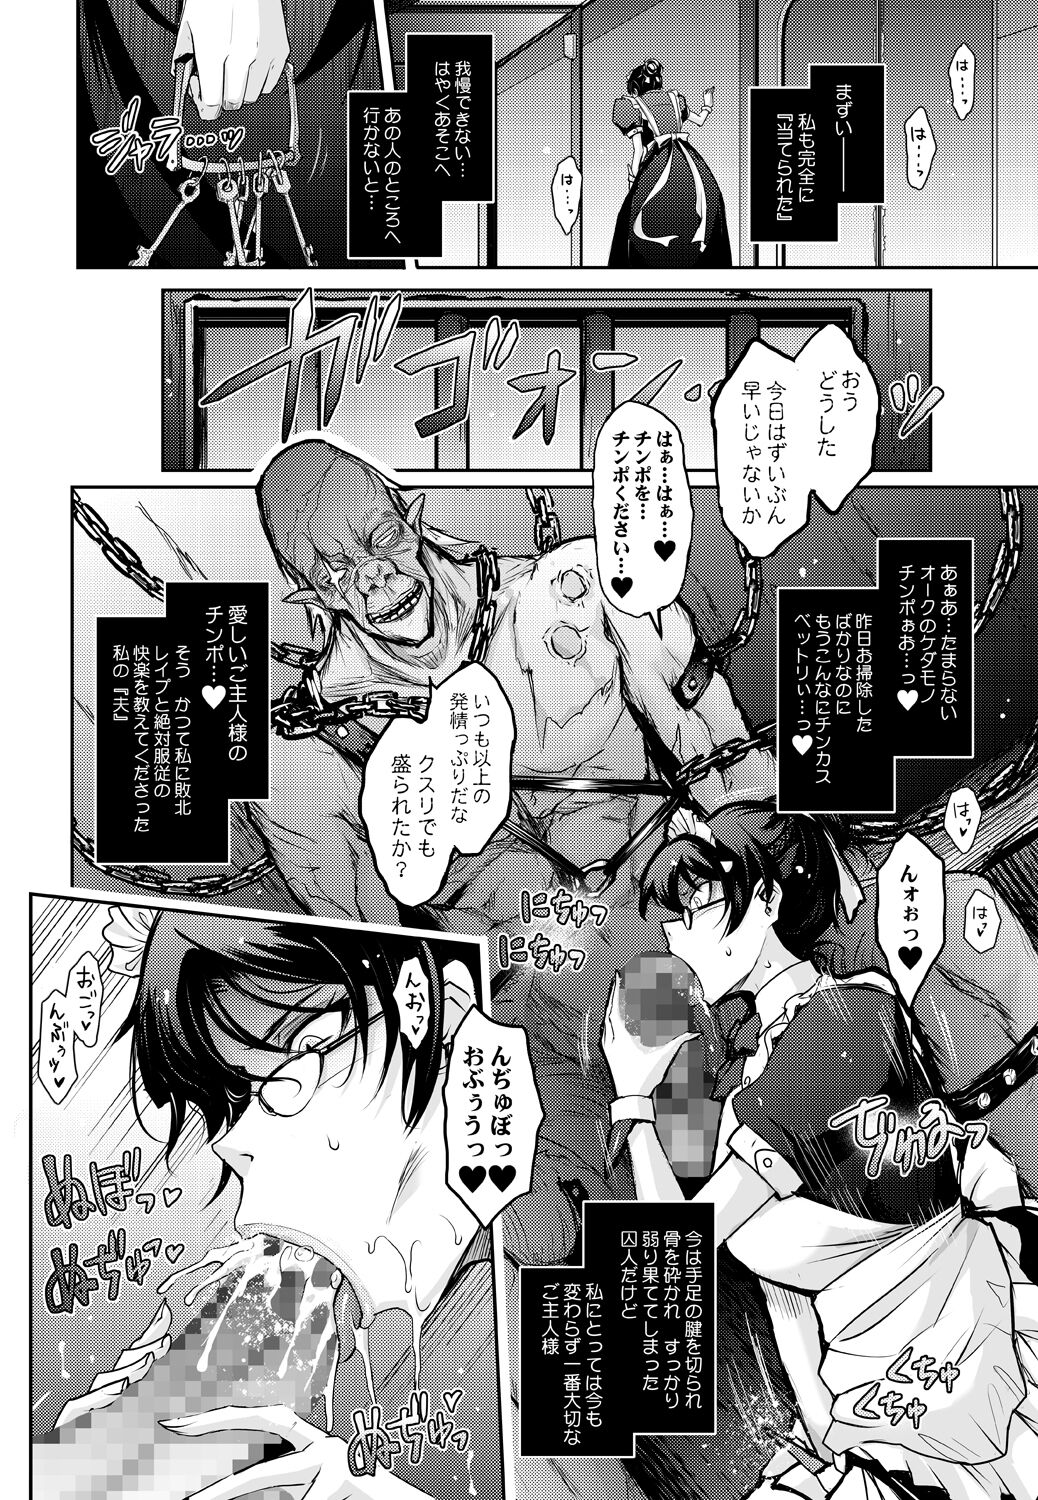 は…っ
は…っ
まずい――
私も完全に
『当てられた』
は…っ
我慢できない…
はやくあそこへ
あの人のところへ
行かないと…
ジャラ…ッ
ガゴォン…ッ
おう
どうした
今日はずいぶん
早いじゃないか
はぁ…はぁ…♥
チンポを…
チンポください…♥
あぁあ…たまらない
オークのケダモノ
チンポぉお…っ♥
昨日お掃除した
ばかりなのに
もうこんなにチンカス
ベットリぃ…っ♥
愛しいご主人様の
チンポ…♥
そう　かつて私に敗北
レイプと絶対服従の
快楽を教えてくださった
私の『夫』
いつも以上の
発情っぷりだな
クスリでも
盛られたか？
はっ♥
んォぉっ♥
はっ♥
にちゅっ
にちゅっ
ぢゅるっ
くちゅ
くちゅ
今は手足の腱を切られ
骨を砕かれ　すっかり
弱り果ててしまった
囚人だけど
私にとっては今も
変わらず一番大切な
ご主人様
んおっ♥
んぢゅぼっ♥
おぶぅうっ♥
おごっ♥
んぶぅッ♥
ぬぼっ♥
ぬぢゅっ♥
ぬぢゅっ♥